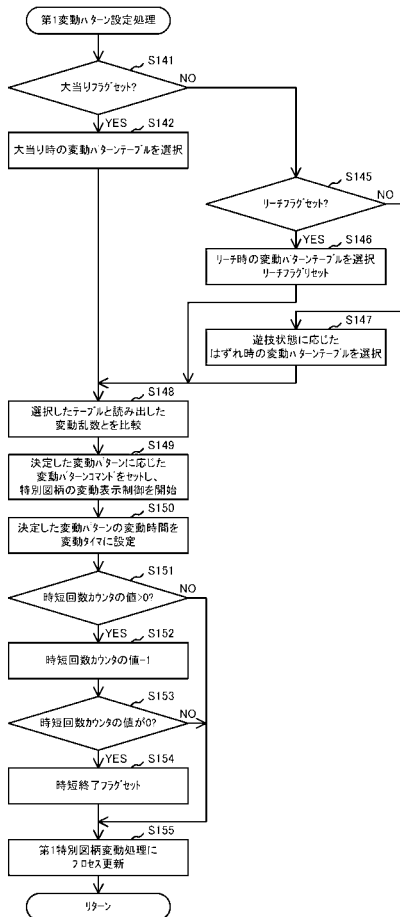 第1変動パターン設定処理
S141
大当りフラグセット?
NO
YES
S142
大当り時の変動パターンテーブルを選択
S145
リーチフラグセット?
NO
YES
S146
リーチ時の変動パターンテーブルを選択
リーチフラグリセット
S147
遊技状態に応じた
はずれ時の変動パターンテーブルを選択
S148
選択したテーブルと読み出した
変動乱数とを比較
S149
決定した変動パターンに応じた
変動パターンコマンドをセットし、
特別図柄の変動表示制御を開始
S150
決定した変動パターンの変動時間を
変動タイマに設定
S151
時短回数カウンタの値>0?
NO
YES
S152
時短回数カウンタの値-1
S153
時短回数カウンタの値が0?
NO
YES
S154
時短終了フラグセット
S155
第1特別図柄変動処理に
プロセス更新
リターン